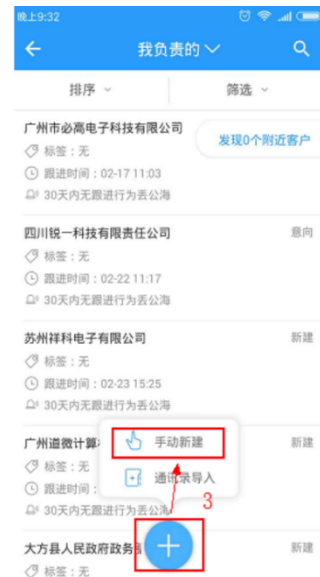 晚上9:32
我负责的
排序
筛选
广州市必高电子科技有限公司
发现0个附近客户
标签：无
跟进时间：02-17 11:03
30天内无跟进行为丢公海
四川锐一科技有限责任公司
意向
标签：无
跟进时间：02-22 11:17
30天内无跟进行为丢公海
苏州祥科电子有限公司
新建
标签：无
跟进时间：02-23 15:25
30天内无跟进行为丢公海
广州道微计算
手动新建
新建
标签：无
通讯录导入
跟进时间：
3
30天内无跟进行为丢公海
大方县人民政府政务
新建
标签：无